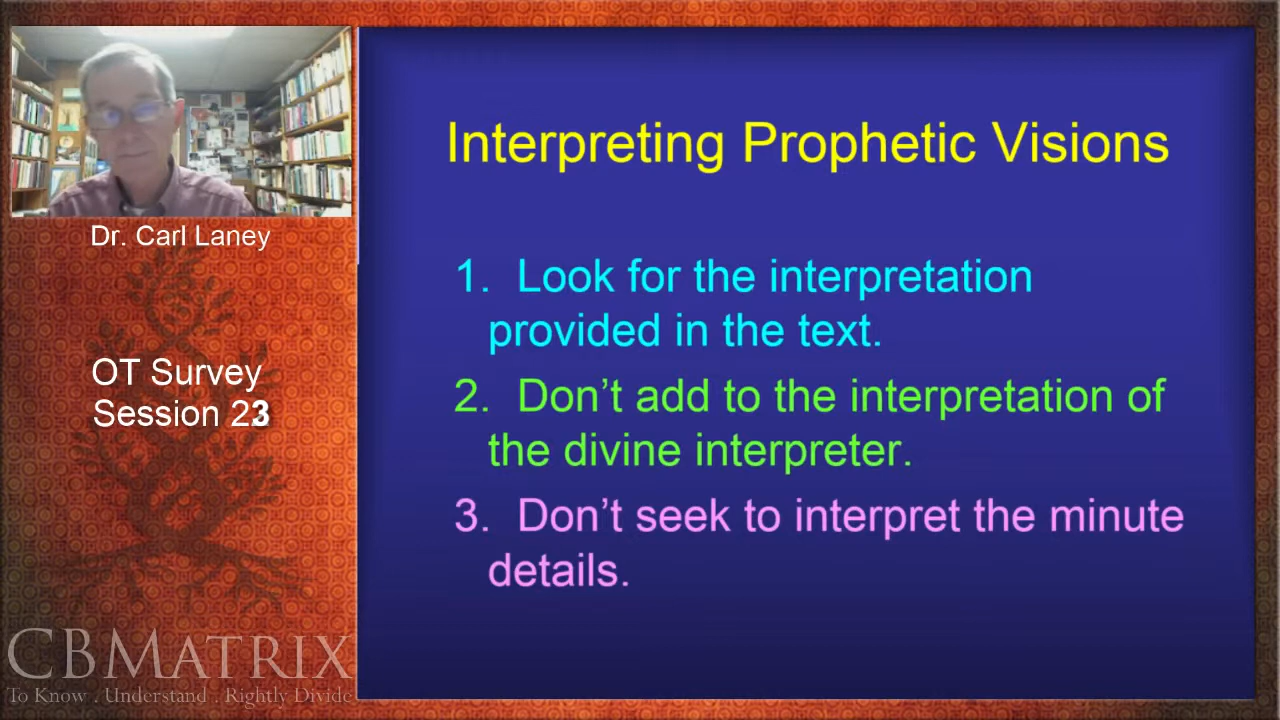 Interpreting Prophetic Visions
1. Look for the interpretation
provided in the text.
2. Don't add to the interpretation of
the divine interpreter.
3. Don't seek to interpret the minute
details.
Dr. Carl Laney
OT Survey
Session 23
CBMATRIX
To Know . Understand . Rightly Divide